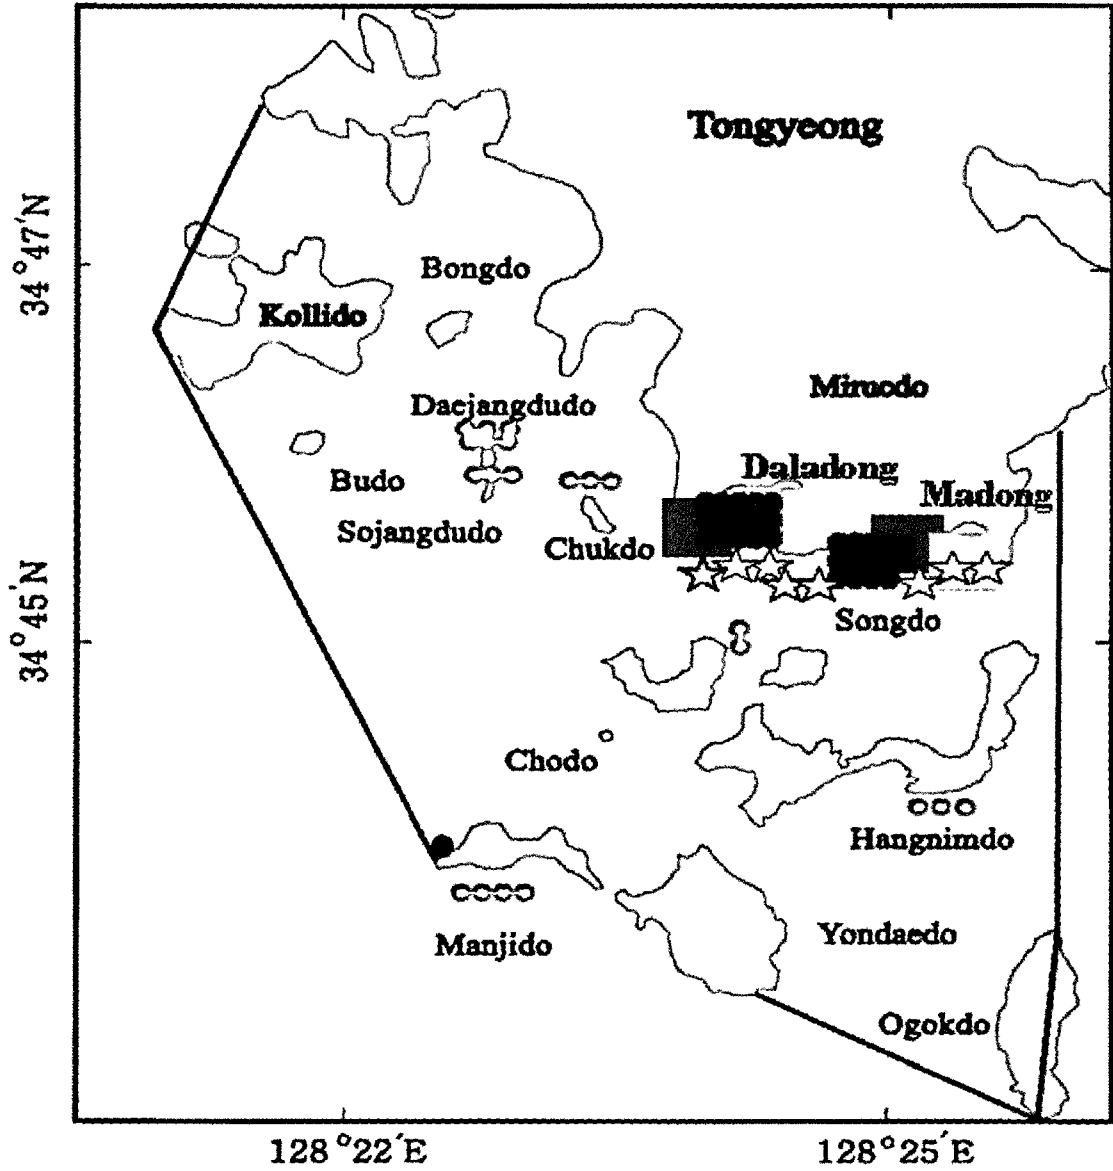 Tongyeong
34°47'N
Bongdo
Kollido
Miruodo
Daejangdudo
Daladong
Budo
Madong
Sojangdudo
Chukdo
34°45'N
Songdo
Chodo
Hangnimdo
Manjido
Yondaedo
Ogokdo
128°22'E
128°25'E